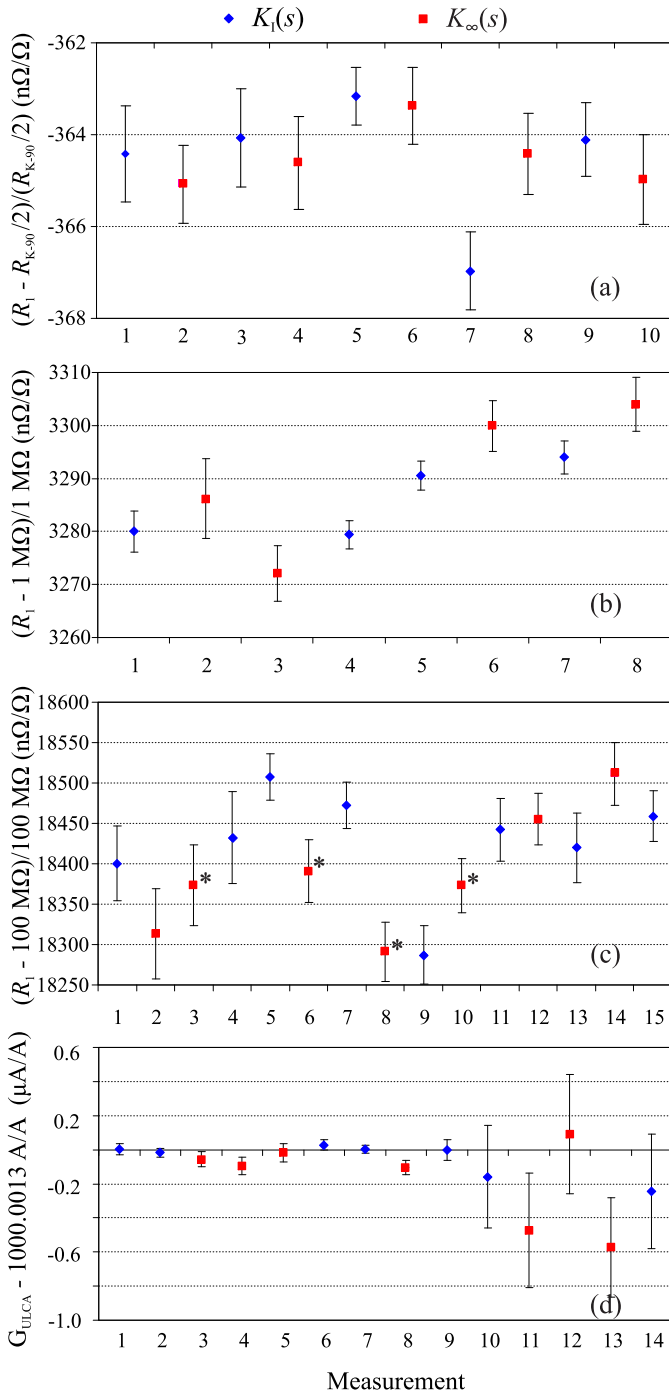 K₁(s) K∞(s)
(R₁ - R_K-90/2)/(R_K-90/2) (nΩ/Ω)
-362
-364
-366
-368
(a)
1 2 3 4 5 6 7 8 9 10
(R₁ - 1 MΩ)/1 MΩ (nΩ/Ω)
3310
3300
3290
3280
3270
3260
(b)
1 2 3 4 5 6 7 8
(R₁ - 100 MΩ)/100 MΩ (nΩ/Ω)
18600
18550
18500
18450
18400
18350
18300
18250
* * * *
(c)
1 2 3 4 5 6 7 8 9 10 11 12 13 14 15
G_ULCA - 1000.0013 A/A (µA/A)
0.6
0.2
-0.2
-0.6
-1.0
(d)
1 2 3 4 5 6 7 8 9 10 11 12 13 14
Measurement